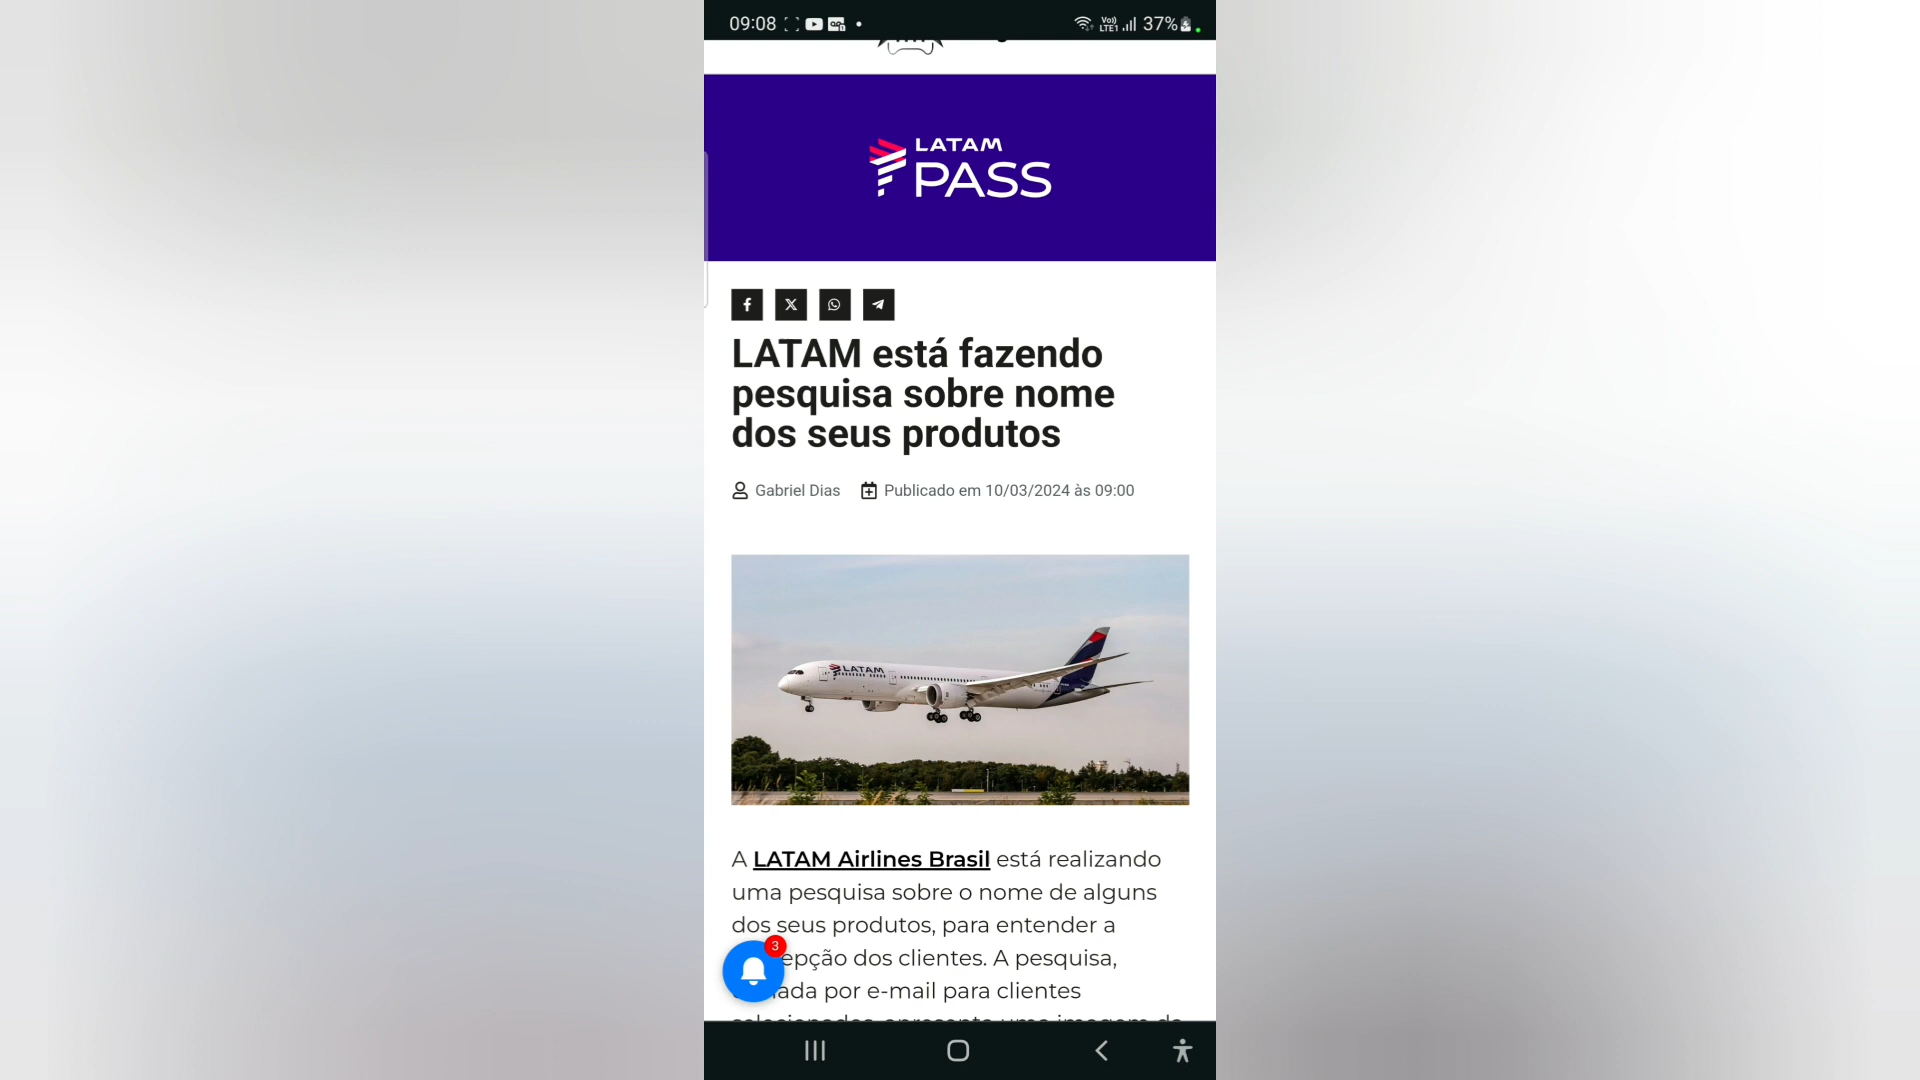 09:08
Vo))
LTE1
37%
LATAM
PASS
LATAM está fazendo
pesquisa sobre nome
dos seus produtos
Gabriel Dias
Publicado em 10/03/2024 às 09:00
LATAM
A LATAM Airlines Brasil está realizando
uma pesquisa sobre o nome de alguns
dos seus produtos, para entender a
epção dos clientes. A pesquisa,
3
ada por e-mail para clientes